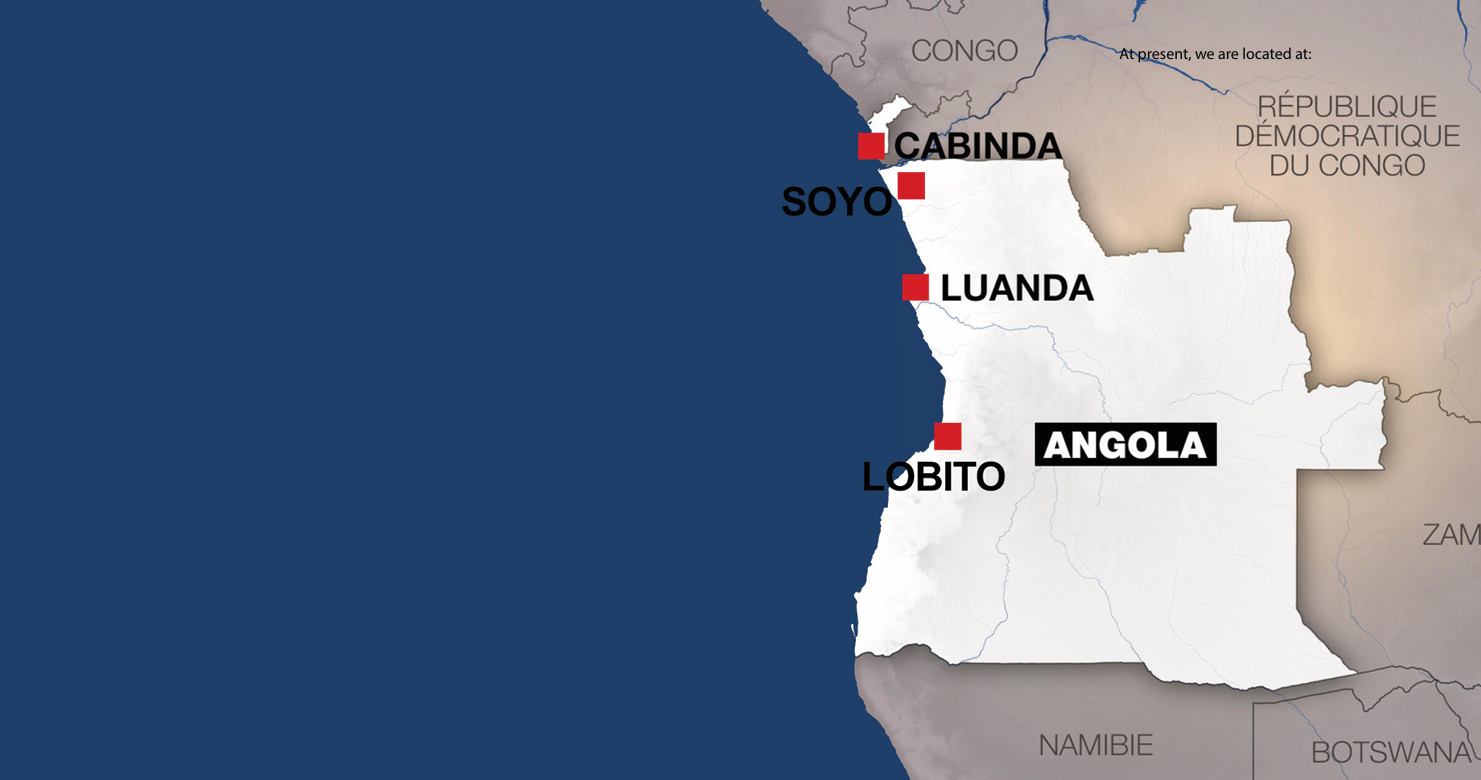 CONGO
At present, we are located at:
RÉPUBLIQUE
DÉMOCRATIQUE
DU CONGO
CABINDA
SOYO
LUANDA
ANGOLA
LOBITO
ZAM
NAMIBIE
BOTSWANA